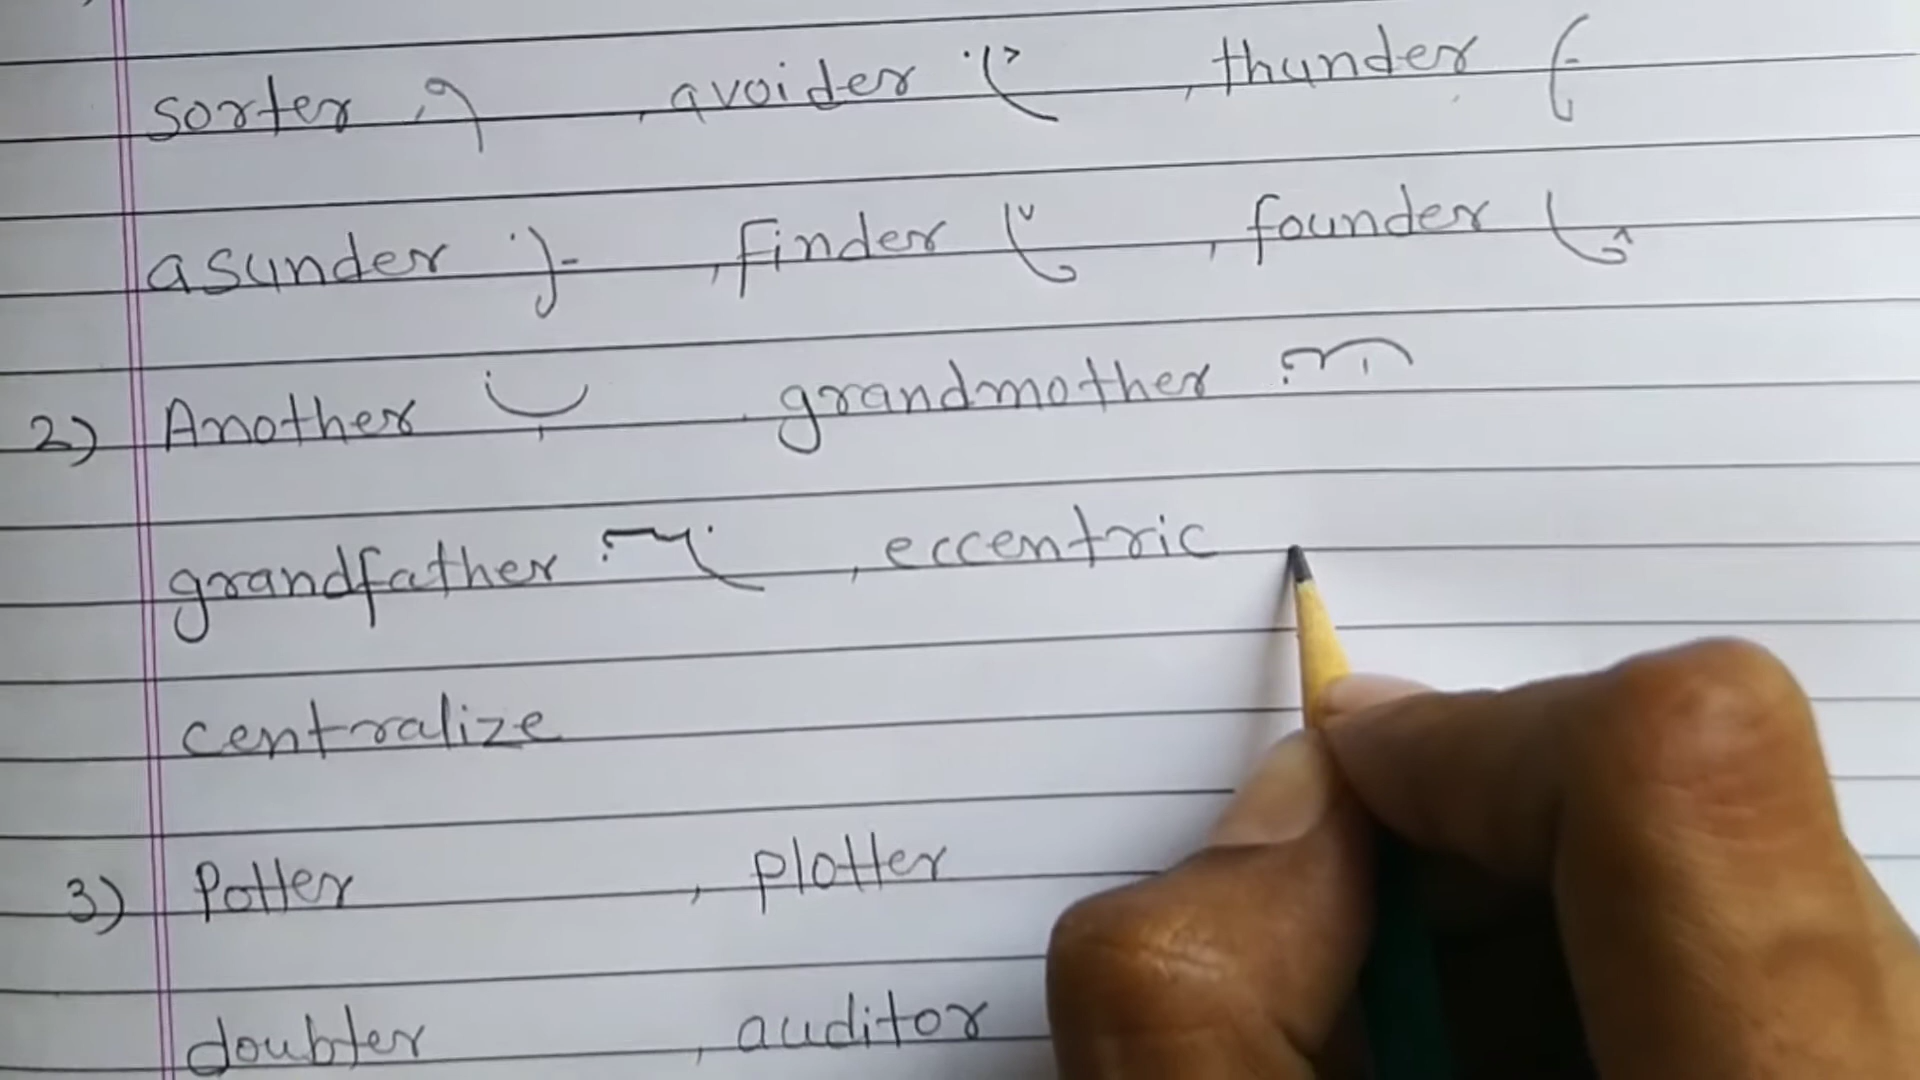 sorter , avoider , thunder
asunder , finder , founder
2) Another , grandmother
grandfather , eccentric
centralize
3) Potter , plotter
doubter , auditor